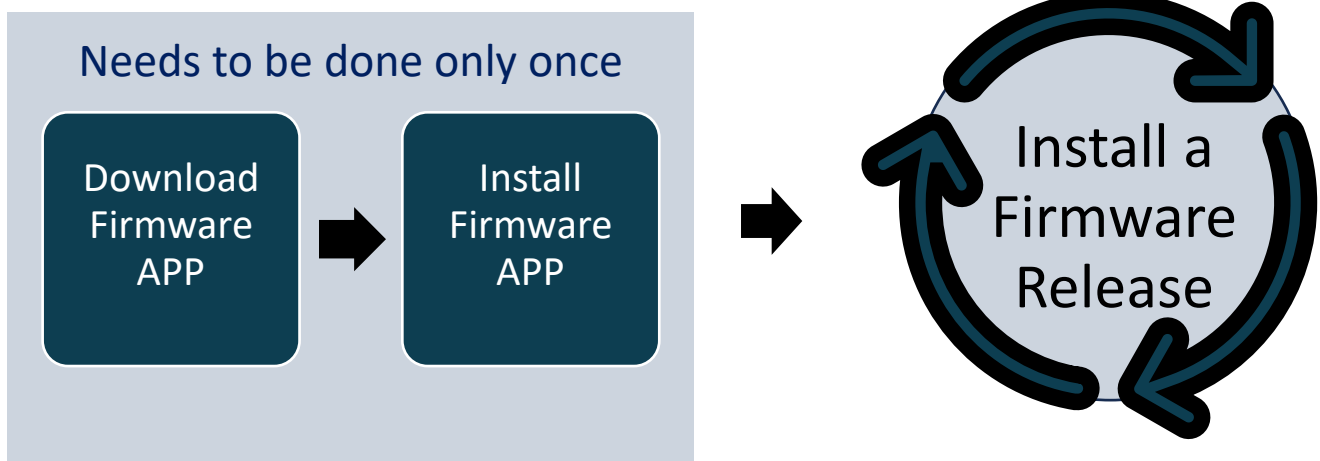 Needs to be done only once
Download
Firmware
APP
Install
Firmware
APP
Install a
Firmware
Release